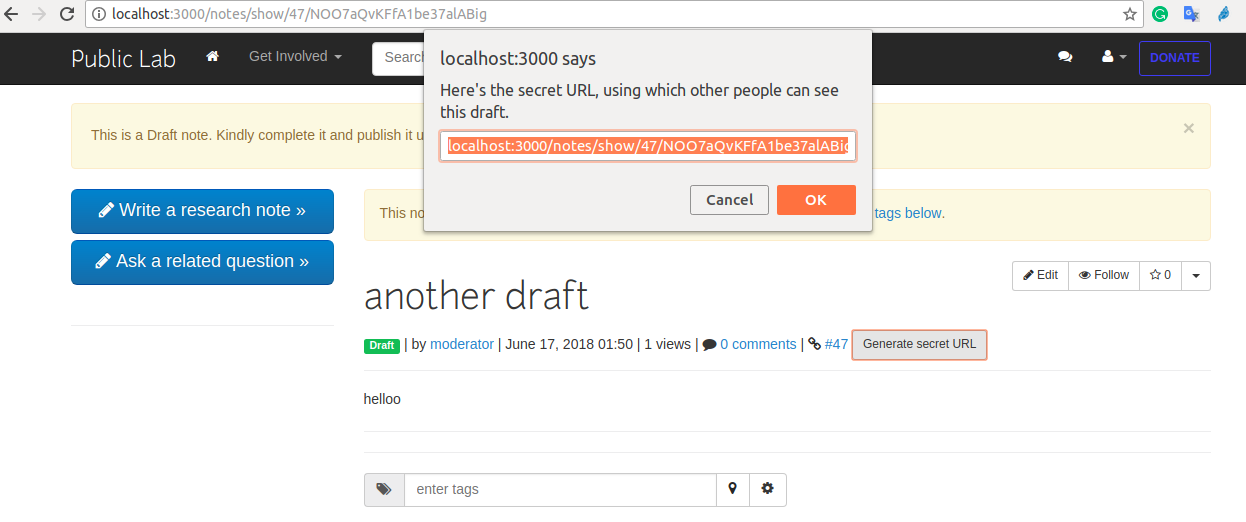 localhost:3000/notes/show/47/NOO7aQvKFfA1be37alABig
Public Lab Get Involved Search DONATE
localhost:3000 says
Here's the secret URL, using which other people can see
this draft.
localhost:3000/notes/show/47/NOO7aQvKFfA1be37alABig
Cancel OK
This is a Draft note. Kindly complete it and publish it u
×
Write a research note »
Ask a related question »
This no
tags below.
Edit Follow 0
another draft
Draft | by moderator | June 17, 2018 01:50 | 1 views | 0 comments | #47 Generate secret URL
helloo
enter tags